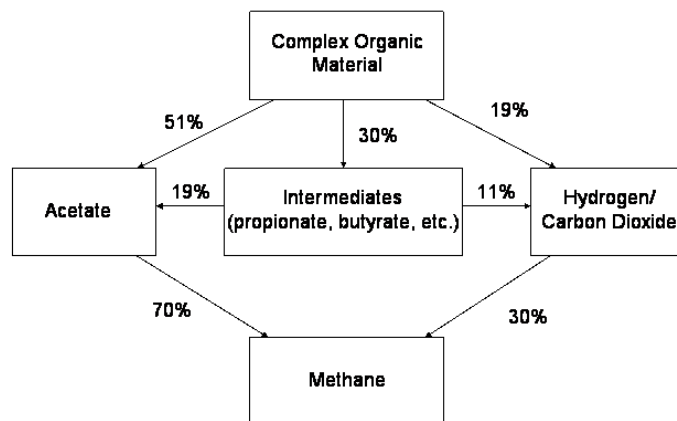 Complex Organic
Material
51%
30%
19%
Acetate
19%
Intermediates
(propionate, butyrate, etc.)
11%
Hydrogen/
Carbon Dioxide
70%
30%
Methane